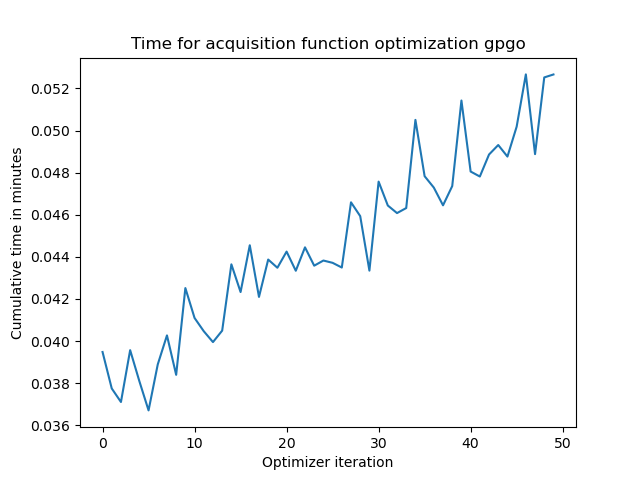 Time for acquisition function optimization gpgo
Cumulative time in minutes
0.052
0.050
0.048
0.046
0.044
0.042
0.040
0.038
0.036
0 10 20 30 40 50
Optimizer iteration